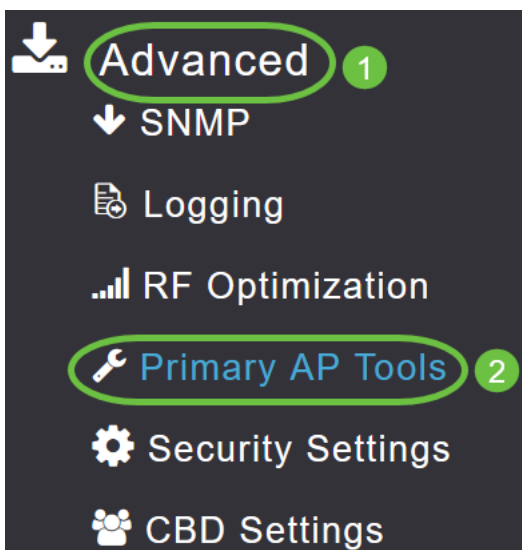 Advanced 1
SNMP
Logging
RF Optimization
Primary AP Tools 2
Security Settings
CBD Settings